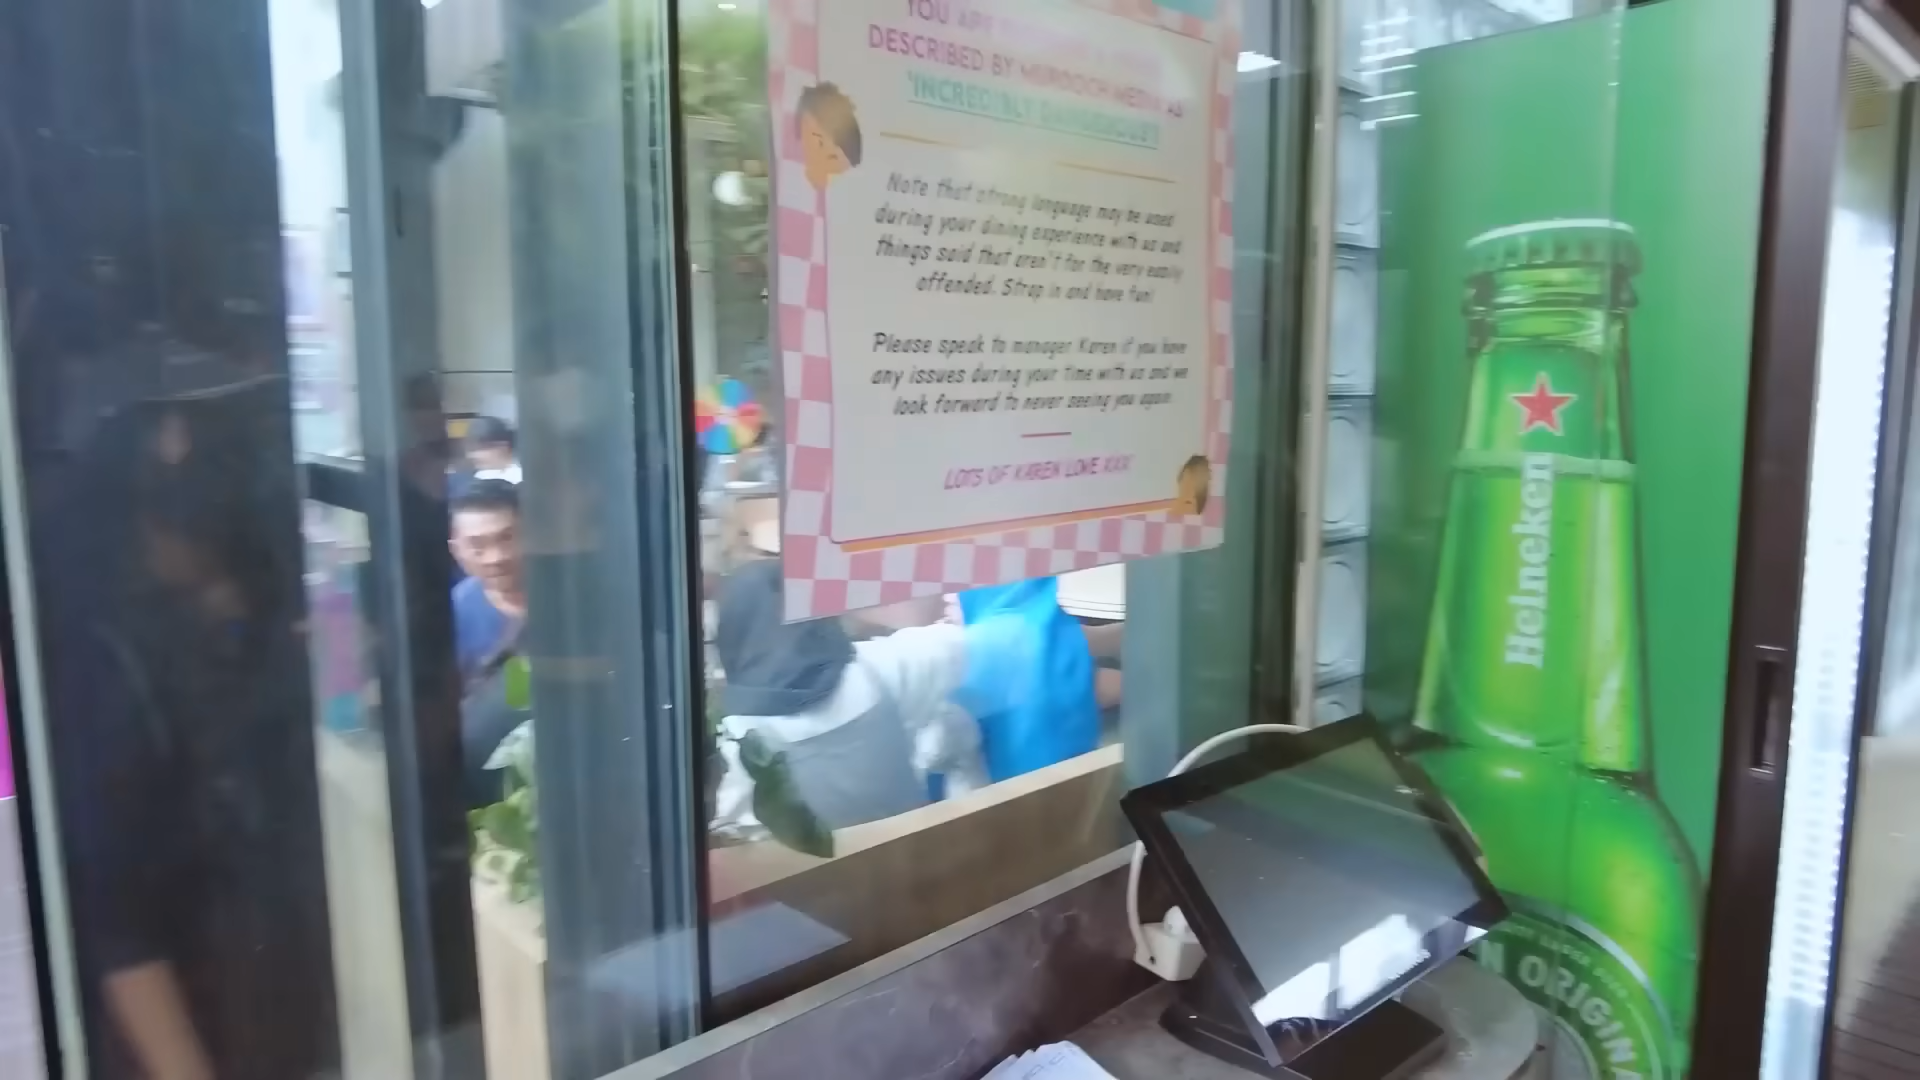 YOU ARE
DESCRIBED BY MURDOCH MEDIA AS
'INCREDIBLY DANGEROUS'!
Note that strong language may be used
during your dining experience with us and
things said that aren't for the very easily
offended. Strap in and have fun!
Please speak to manager Karen if you have
any issues during your time with us and we
look forward to never seeing you again.
LOTS OF KAREN LOVE XXX
Heineken
ORIGIN